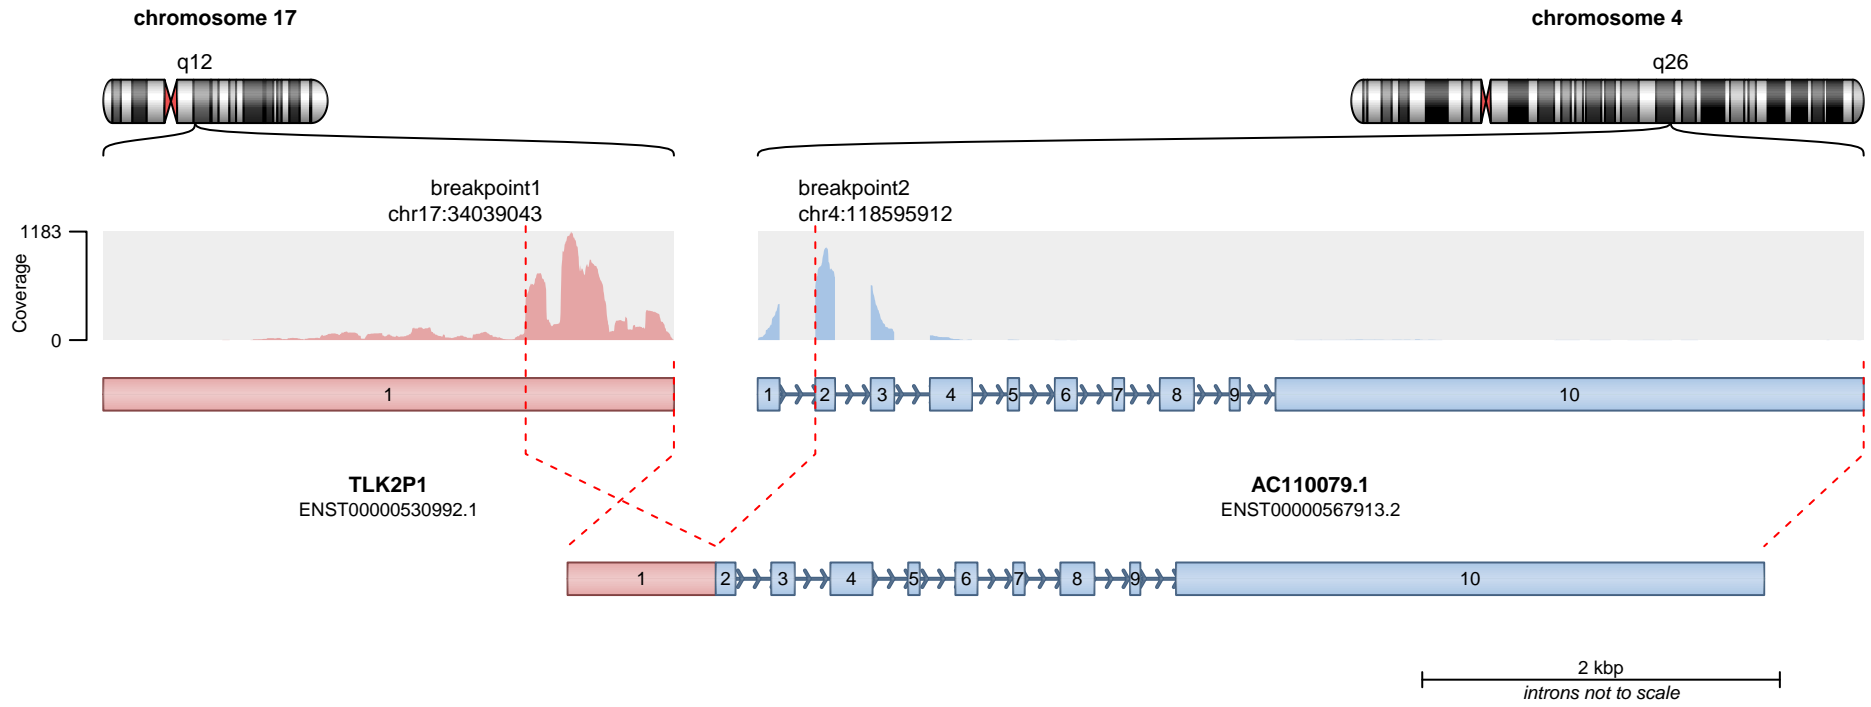 chromosome 17
chromosome 4
q12
q26
breakpoint1
chr17:34039043
breakpoint2
chr4:118595912
1183
Coverage
0
1
1 2 3 4 5 6 7 8 9 10
TLK2P1
ENST00000530992.1
AC110079.1
ENST00000567913.2
1 2 3 4 5 6 7 8 9 10
2 kbp
introns not to scale